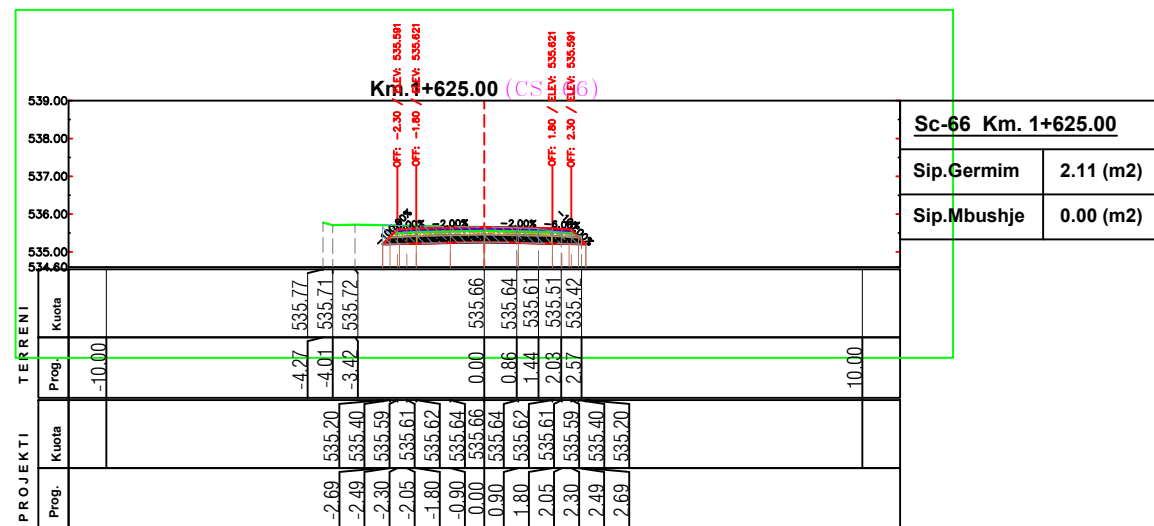 OFF: -2.30 / ELEV: 535.591
OFF: -1.80 / ELEV: 535.621
OFF: 1.80 / ELEV: 535.621
OFF: 2.30 / ELEV: 535.591
Km. 1+625.00 (CS 66)
539.00
538.00
537.00
536.00
535.00
534.60
-2.00% -2.00%
Sc-66 Km. 1+625.00
Sip.Germim 2.11 (m2)
Sip.Mbushje 0.00 (m2)
TERRENI
Kuota 535.77 535.71 535.72 535.66 535.64 535.61 535.51 535.42
Prog. -10.00 -4.27 -4.01 -3.42 0.00 0.86 1.44 2.03 2.57 10.00
PROJEKTI
Kuota 535.20 535.40 535.59 535.61 535.62 535.64 535.66 535.64 535.62 535.61 535.59 535.40 535.20
Prog. -2.69 -2.49 -2.30 -2.05 -1.80 -0.90 0.00 0.90 1.80 2.05 2.30 2.49 2.69